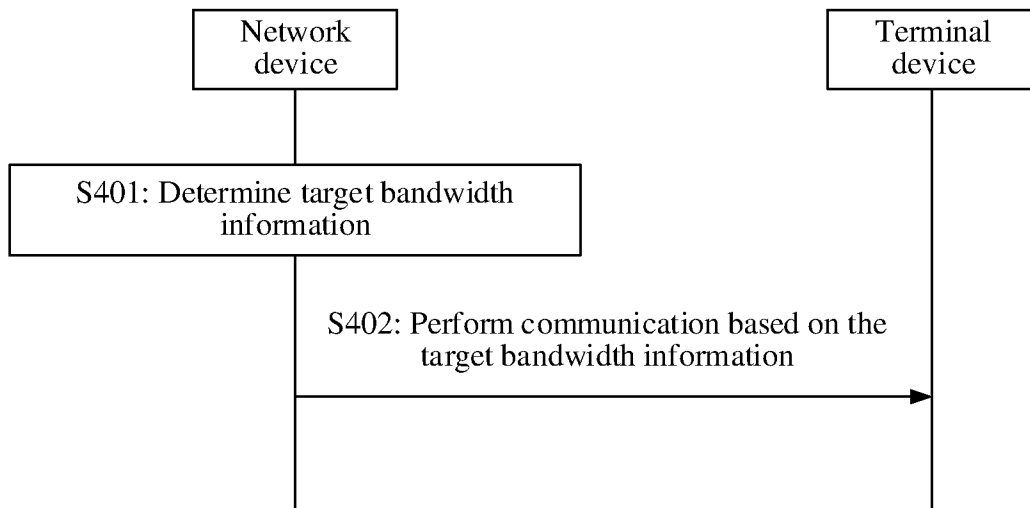 Network
device
Terminal
device
S401: Determine target bandwidth
information
S402: Perform communication based on the
target bandwidth information